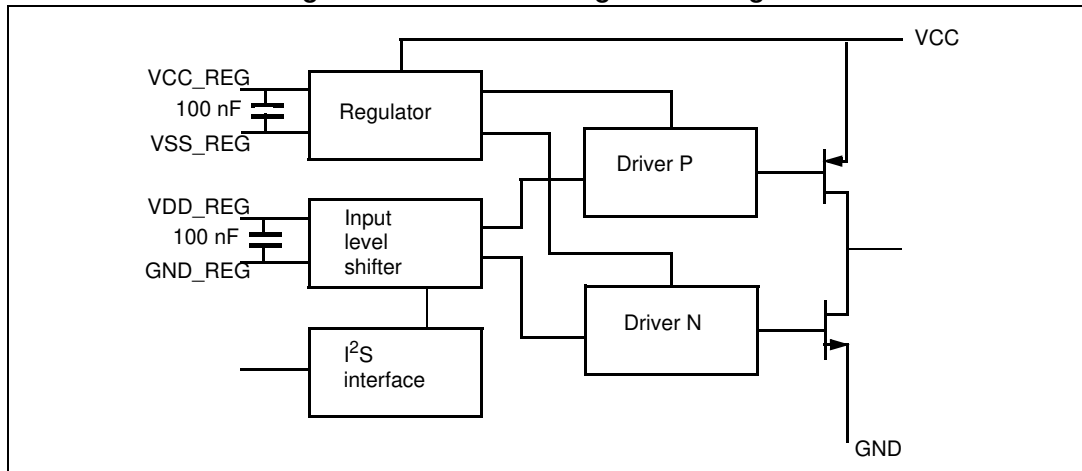 VCC
VCC_REG
100 nF
VSS_REG
Regulator
Driver P
VDD_REG
100 nF
GND_REG
Input
level
shifter
Driver N
I²S
interface
GND